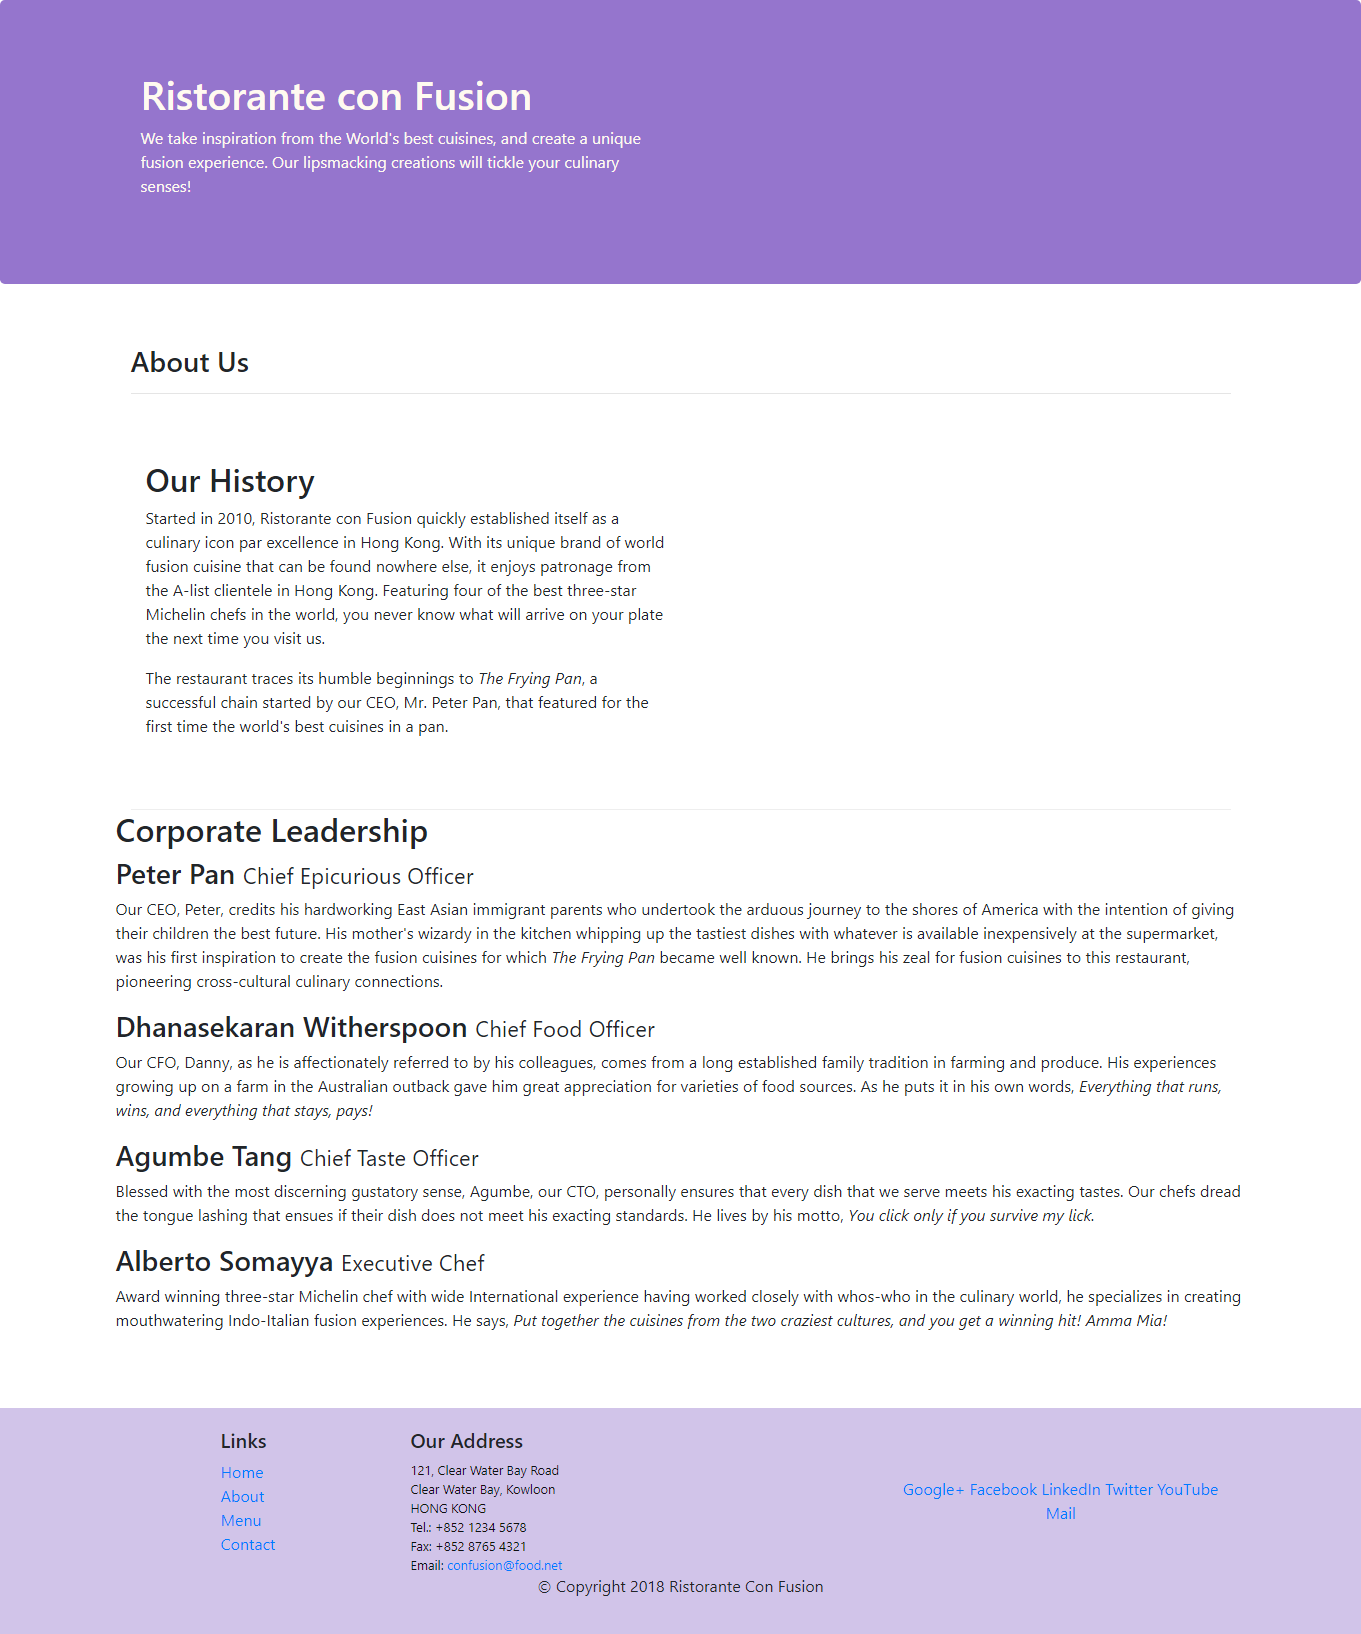 Ristorante con Fusion
We take inspiration from the World's best cuisines, and create a unique
fusion experience. Our lipsmacking creations will tickle your culinary
senses!
About Us
Our History
Started in 2010, Ristorante con Fusion quickly established itself as a
culinary icon par excellence in Hong Kong. With its unique brand of world
fusion cuisine that can be found nowhere else, it enjoys patronage from
the A-list clientele in Hong Kong. Featuring four of the best three-star
Michelin chefs in the world, you never know what will arrive on your plate
the next time you visit us.
The restaurant traces its humble beginnings to The Frying Pan, a
successful chain started by our CEO, Mr. Peter Pan, that featured for the
first time the world's best cuisines in a pan.
Corporate Leadership
Peter Pan Chief Epicurious Officer
Our CEO, Peter, credits his hardworking East Asian immigrant parents who undertook the arduous journey to the shores of America with the intention of giving
their children the best future. His mother's wizardy in the kitchen whipping up the tastiest dishes with whatever is available inexpensively at the supermarket,
was his first inspiration to create the fusion cuisines for which The Frying Pan became well known. He brings his zeal for fusion cuisines to this restaurant,
pioneering cross-cultural culinary connections.
Dhanasekaran Witherspoon Chief Food Officer
Our CFO, Danny, as he is affectionately referred to by his colleagues, comes from a long established family tradition in farming and produce. His experiences
growing up on a farm in the Australian outback gave him great appreciation for varieties of food sources. As he puts it in his own words, Everything that runs,
wins, and everything that stays, pays!
Agumbe Tang Chief Taste Officer
Blessed with the most discerning gustatory sense, Agumbe, our CTO, personally ensures that every dish that we serve meets his exacting tastes. Our chefs dread
the tongue lashing that ensues if their dish does not meet his exacting standards. He lives by his motto, You click only if you survive my lick.
Alberto Somayya Executive Chef
Award winning three-star Michelin chef with wide International experience having worked closely with whos-who in the culinary world, he specializes in creating
mouthwatering Indo-Italian fusion experiences. He says, Put together the cuisines from the two craziest cultures, and you get a winning hit! Amma Mia!
Links
Home
About
Menu
Contact
Our Address
121, Clear Water Bay Road
Clear Water Bay, Kowloon
HONG KONG
Tel.: +852 1234 5678
Fax: +852 8765 4321
Email: confusion@food.net
Google+ Facebook LinkedIn Twitter YouTube
Mail
© Copyright 2018 Ristorante Con Fusion